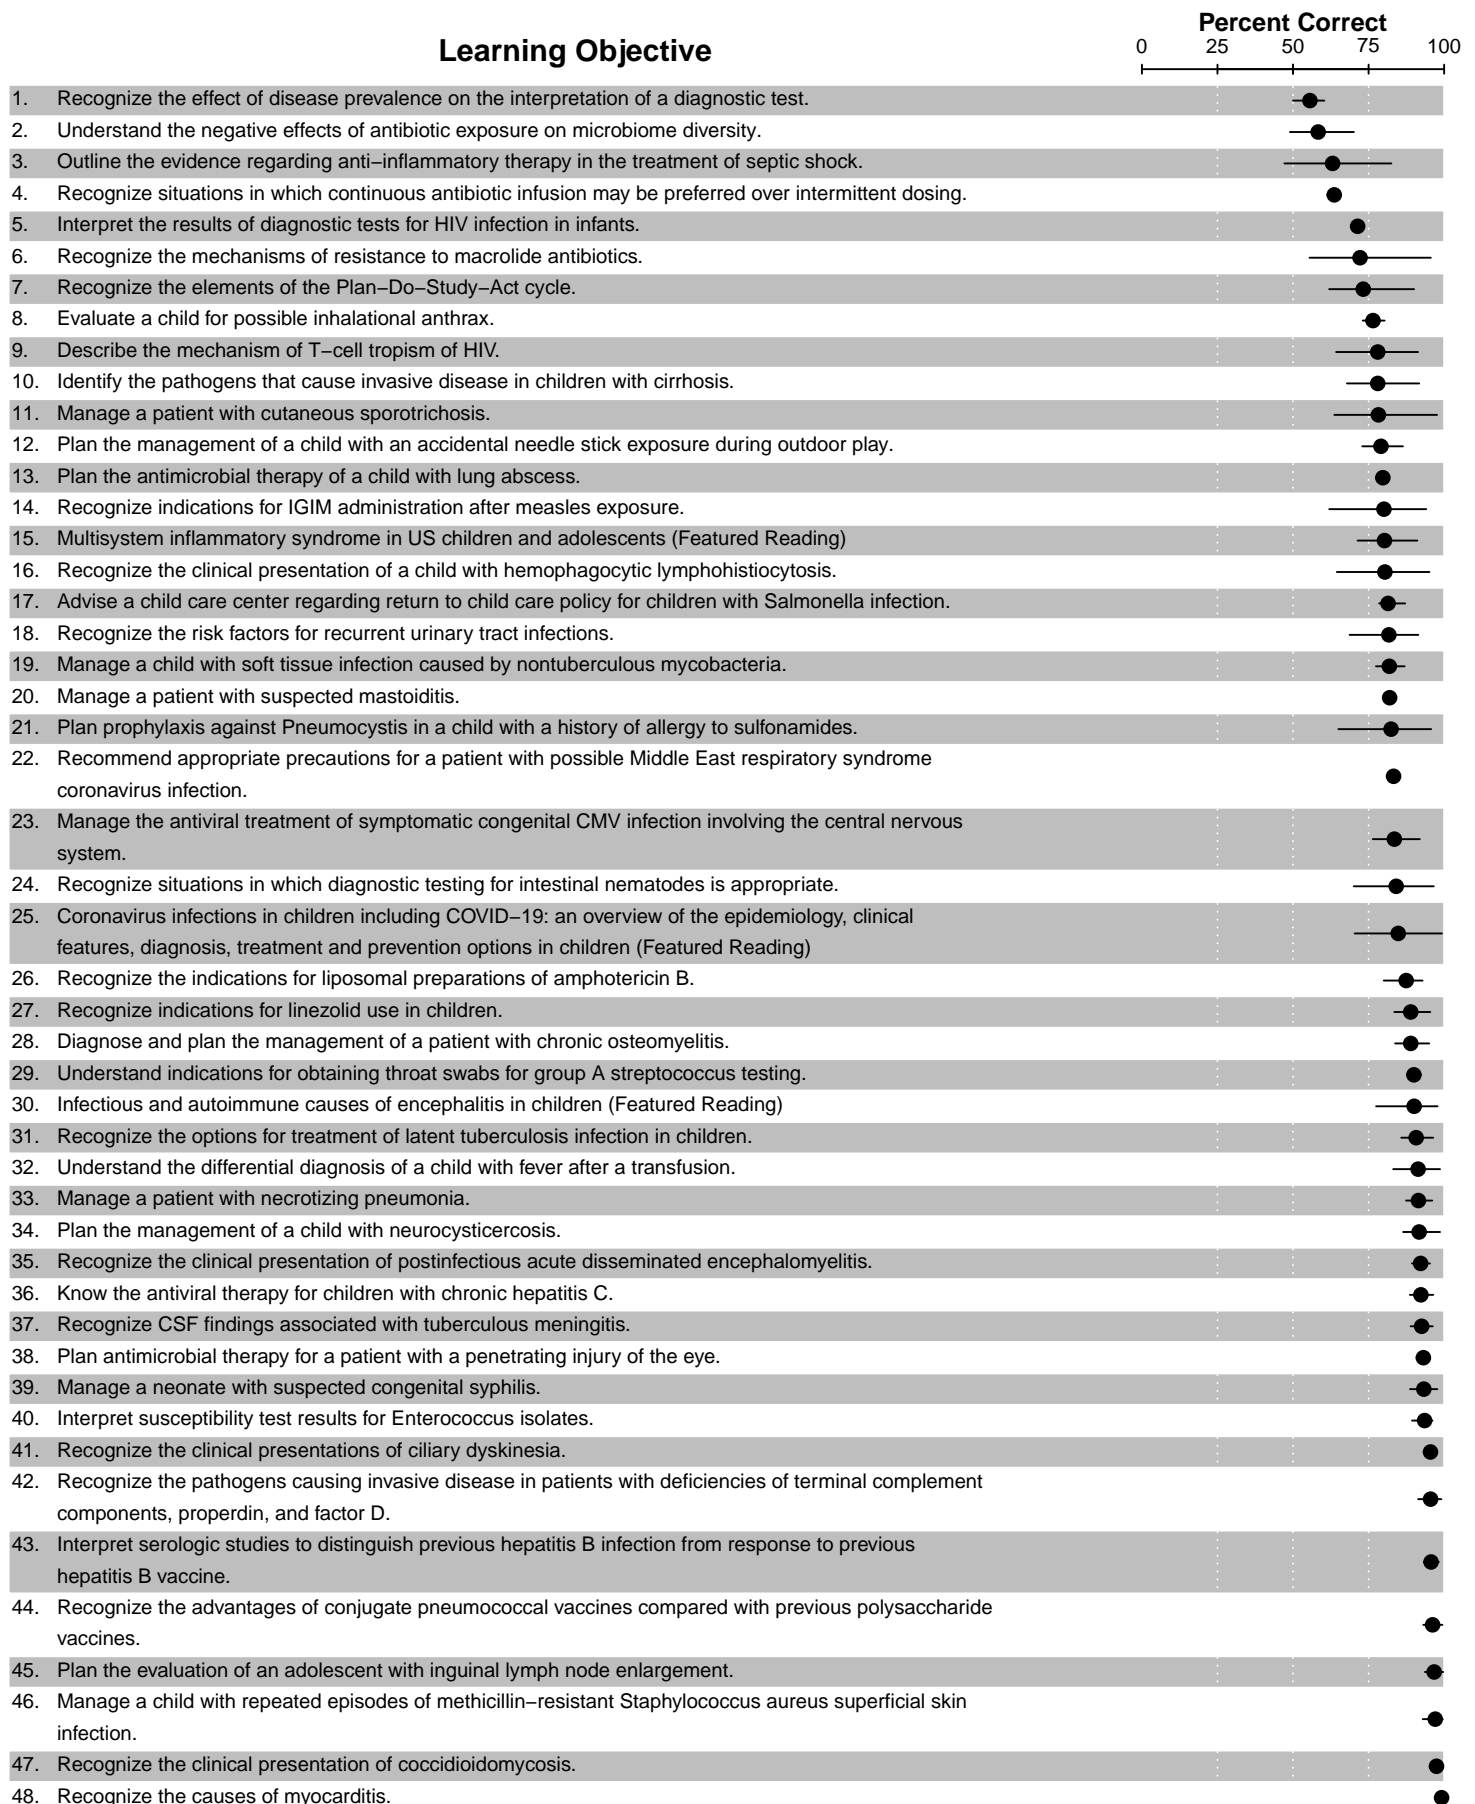 Percent Correct
Learning Objective
0 25 50 75 100
1. Recognize the effect of disease prevalence on the interpretation of a diagnostic test.
2. Understand the negative effects of antibiotic exposure on microbiome diversity.
3. Outline the evidence regarding anti−inflammatory therapy in the treatment of septic shock.
4. Recognize situations in which continuous antibiotic infusion may be preferred over intermittent dosing.
5. Interpret the results of diagnostic tests for HIV infection in infants.
6. Recognize the mechanisms of resistance to macrolide antibiotics.
7. Recognize the elements of the Plan−Do−Study−Act cycle.
8. Evaluate a child for possible inhalational anthrax.
9. Describe the mechanism of T−cell tropism of HIV.
10. Identify the pathogens that cause invasive disease in children with cirrhosis.
11. Manage a patient with cutaneous sporotrichosis.
12. Plan the management of a child with an accidental needle stick exposure during outdoor play.
13. Plan the antimicrobial therapy of a child with lung abscess.
14. Recognize indications for IGIM administration after measles exposure.
15. Multisystem inflammatory syndrome in US children and adolescents (Featured Reading)
16. Recognize the clinical presentation of a child with hemophagocytic lymphohistiocytosis.
17. Advise a child care center regarding return to child care policy for children with Salmonella infection.
18. Recognize the risk factors for recurrent urinary tract infections.
19. Manage a child with soft tissue infection caused by nontuberculous mycobacteria.
20. Manage a patient with suspected mastoiditis.
21. Plan prophylaxis against Pneumocystis in a child with a history of allergy to sulfonamides.
22. Recommend appropriate precautions for a patient with possible Middle East respiratory syndrome
coronavirus infection.
23. Manage the antiviral treatment of symptomatic congenital CMV infection involving the central nervous
system.
24. Recognize situations in which diagnostic testing for intestinal nematodes is appropriate.
25. Coronavirus infections in children including COVID−19: an overview of the epidemiology, clinical
features, diagnosis, treatment and prevention options in children (Featured Reading)
26. Recognize the indications for liposomal preparations of amphotericin B.
27. Recognize indications for linezolid use in children.
28. Diagnose and plan the management of a patient with chronic osteomyelitis.
29. Understand indications for obtaining throat swabs for group A streptococcus testing.
30. Infectious and autoimmune causes of encephalitis in children (Featured Reading)
31. Recognize the options for treatment of latent tuberculosis infection in children.
32. Understand the differential diagnosis of a child with fever after a transfusion.
33. Manage a patient with necrotizing pneumonia.
34. Plan the management of a child with neurocysticercosis.
35. Recognize the clinical presentation of postinfectious acute disseminated encephalomyelitis.
36. Know the antiviral therapy for children with chronic hepatitis C.
37. Recognize CSF findings associated with tuberculous meningitis.
38. Plan antimicrobial therapy for a patient with a penetrating injury of the eye.
39. Manage a neonate with suspected congenital syphilis.
40. Interpret susceptibility test results for Enterococcus isolates.
41. Recognize the clinical presentations of ciliary dyskinesia.
42. Recognize the pathogens causing invasive disease in patients with deficiencies of terminal complement
components, properdin, and factor D.
43. Interpret serologic studies to distinguish previous hepatitis B infection from response to previous
hepatitis B vaccine.
44. Recognize the advantages of conjugate pneumococcal vaccines compared with previous polysaccharide
vaccines.
45. Plan the evaluation of an adolescent with inguinal lymph node enlargement.
46. Manage a child with repeated episodes of methicillin−resistant Staphylococcus aureus superficial skin
infection.
47. Recognize the clinical presentation of coccidioidomycosis.
48. Recognize the causes of myocarditis.